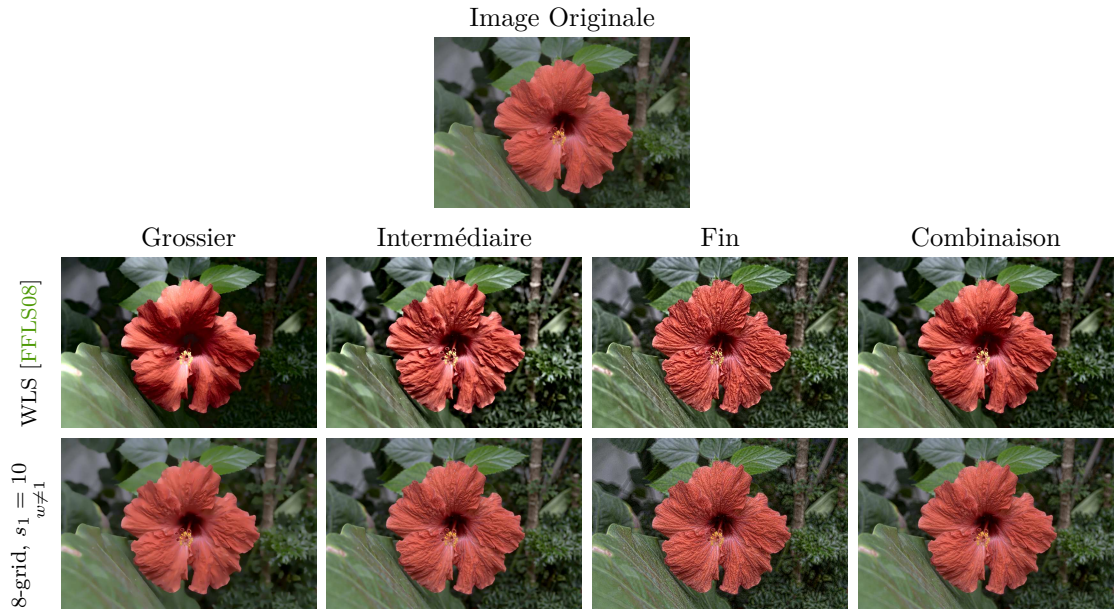 Image Originale
Grossier Intermédiaire Fin Combinaison
WLS [FFLS08]
8-grid, s₁ = 10
w≠1